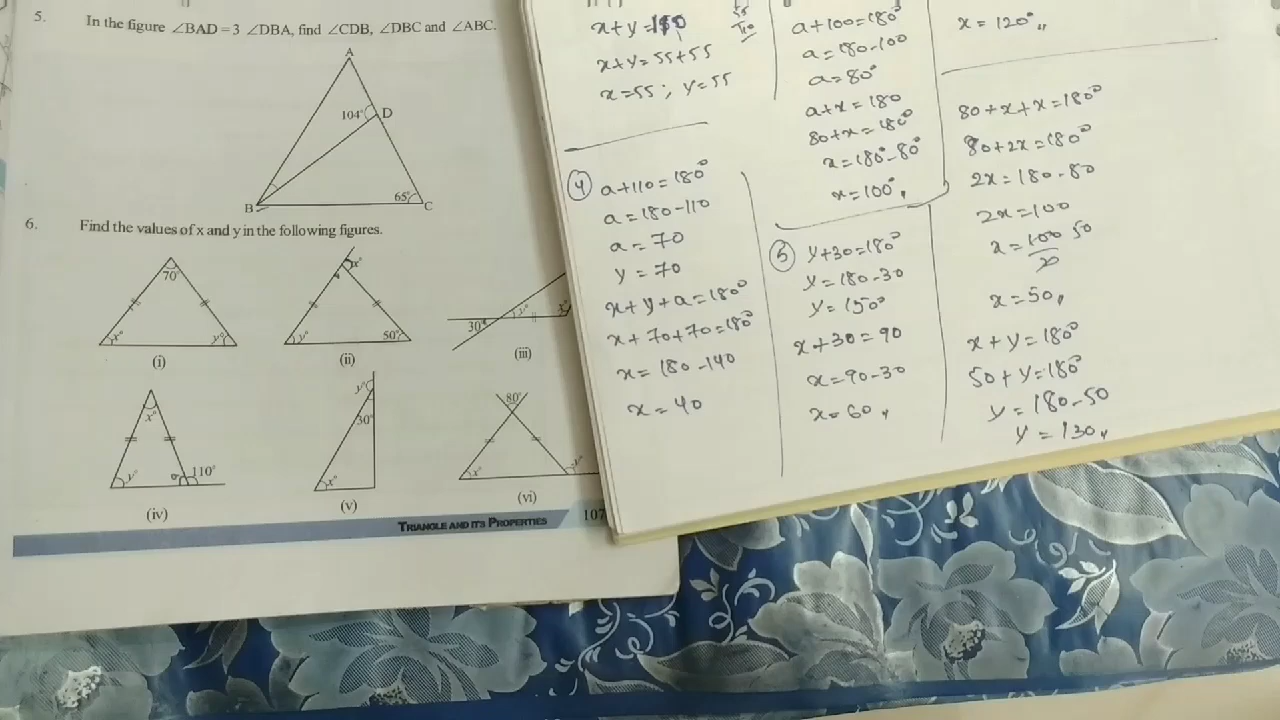 5.
In the figure ∠BAD = 3 ∠DBA, find ∠CDB, ∠DBC and ∠ABC.
A
104°
D
B
65°
C
6.
Find the values of x and y in the following figures.
70°
x°
y°
(i)
x°
y°
50°
(ii)
30°
y°
x°
(iii)
x°
y°
a
110°
(iv)
y°
30°
x°
(v)
80°
x°
y°
(vi)
TRIANGLE AND ITS PROPERTIES
107
x+y=110
x+y=55+55
x=55; y=55
55
110
4
a+110=180°
a=180-110
a=70
y=70
x+y+a=180°
x+70+70=180°
x=180-140
x=40
a+100=180°
a=180-100
a=80°
a+x=180
80+x=180°
x=180°-80°
x=100°,
5
y+30=180°
y=180-30
y=150°
x+30=90
x=90-30
x=60,
x=120°,,
80+x+x=180°
80+2x=180°
2x=180-80
2x=100
x=100 50
2
x=50,
x+y=180°
50+y=180°
y=180-50
y=130,